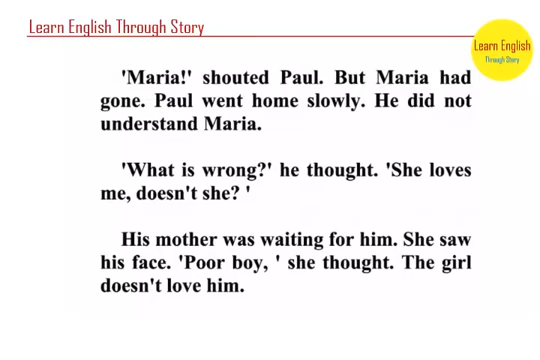 Learn English Through Story
Learn English
Through Story
'Maria!' shouted Paul. But Maria had
gone. Paul went home slowly. He did not
understand Maria.
'What is wrong?' he thought. 'She loves
me, doesn't she? '
His mother was waiting for him. She saw
his face. 'Poor boy, ' she thought. The girl
doesn't love him.